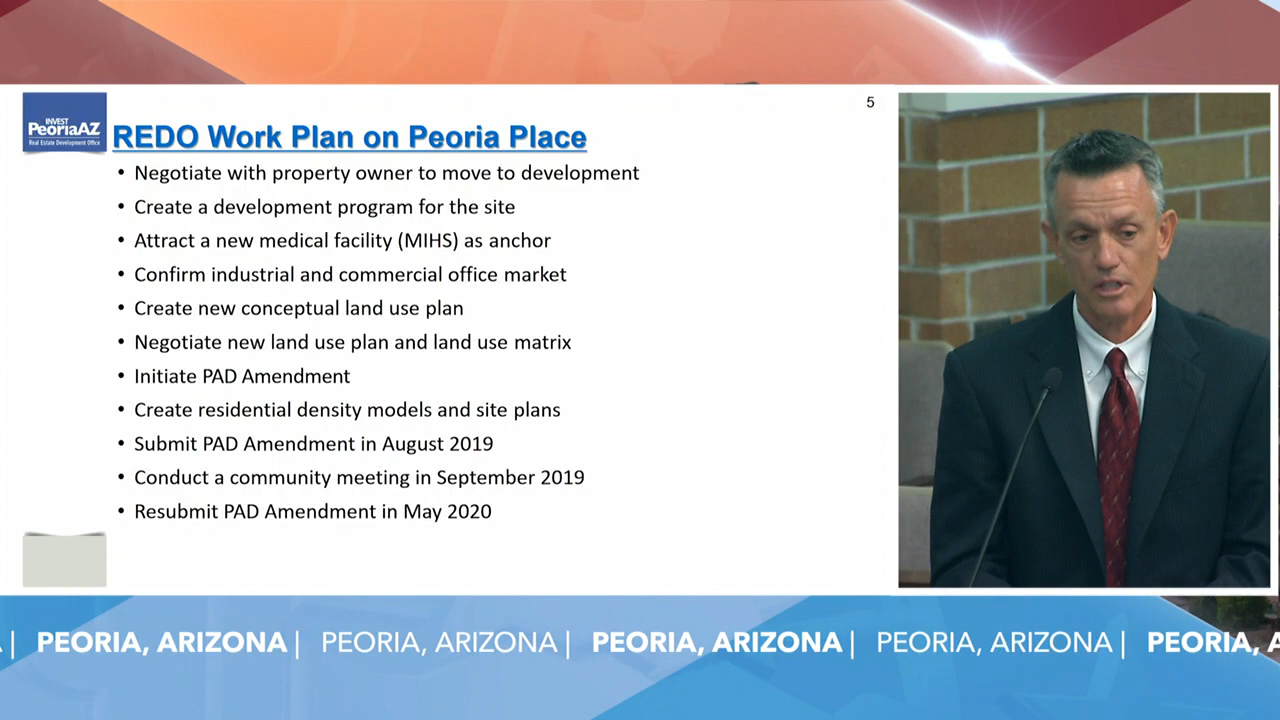 5
INVEST
PeoriaAZ
Real Estate Development Office
REDO Work Plan on Peoria Place
• Negotiate with property owner to move to development
• Create a development program for the site
• Attract a new medical facility (MIHS) as anchor
• Confirm industrial and commercial office market
• Create new conceptual land use plan
• Negotiate new land use plan and land use matrix
• Initiate PAD Amendment
• Create residential density models and site plans
• Submit PAD Amendment in August 2019
• Conduct a community meeting in September 2019
• Resubmit PAD Amendment in May 2020
| PEORIA, ARIZONA | PEORIA, ARIZONA | PEORIA, ARIZONA | PEORIA, ARIZONA | PEORIA, A